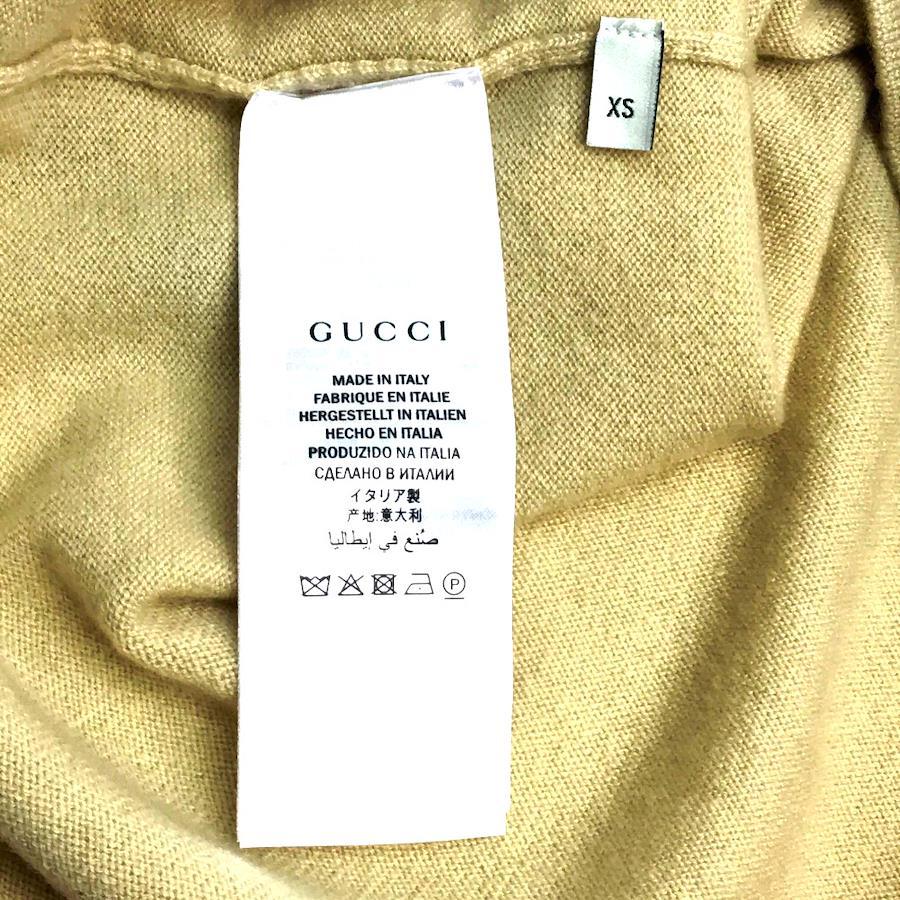 XS
GUCCI
MADE IN ITALY
FABRIQUE EN ITALIE
HERGESTELLT IN ITALIEN
HECHO EN ITALIA
PRODUZIDO NA ITALIA
СДЕЛАНО В ИТАЛИИ
イタリア製
产地:意大利
صُنع في إيطاليا
P